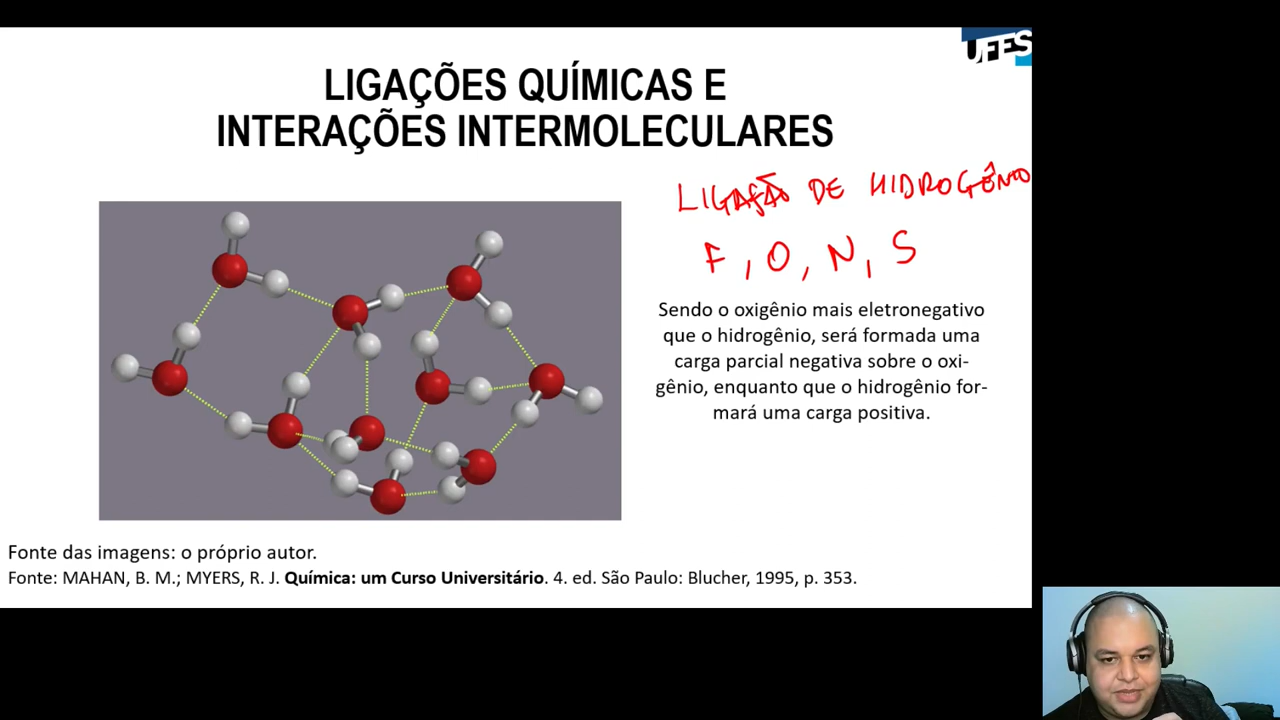 UFES
LIGAÇÕES QUÍMICAS E
INTERAÇÕES INTERMOLECULARES
LIGAÇÃO DE HIDROGÊNIO
F, O, N, S
Sendo o oxigênio mais eletronegativo
que o hidrogênio, será formada uma
carga parcial negativa sobre o oxi-
gênio, enquanto que o hidrogênio for-
mará uma carga positiva.
Fonte das imagens: o próprio autor.
Fonte: MAHAN, B. M.; MYERS, R. J. Química: um Curso Universitário. 4. ed. São Paulo: Blucher, 1995, p. 353.